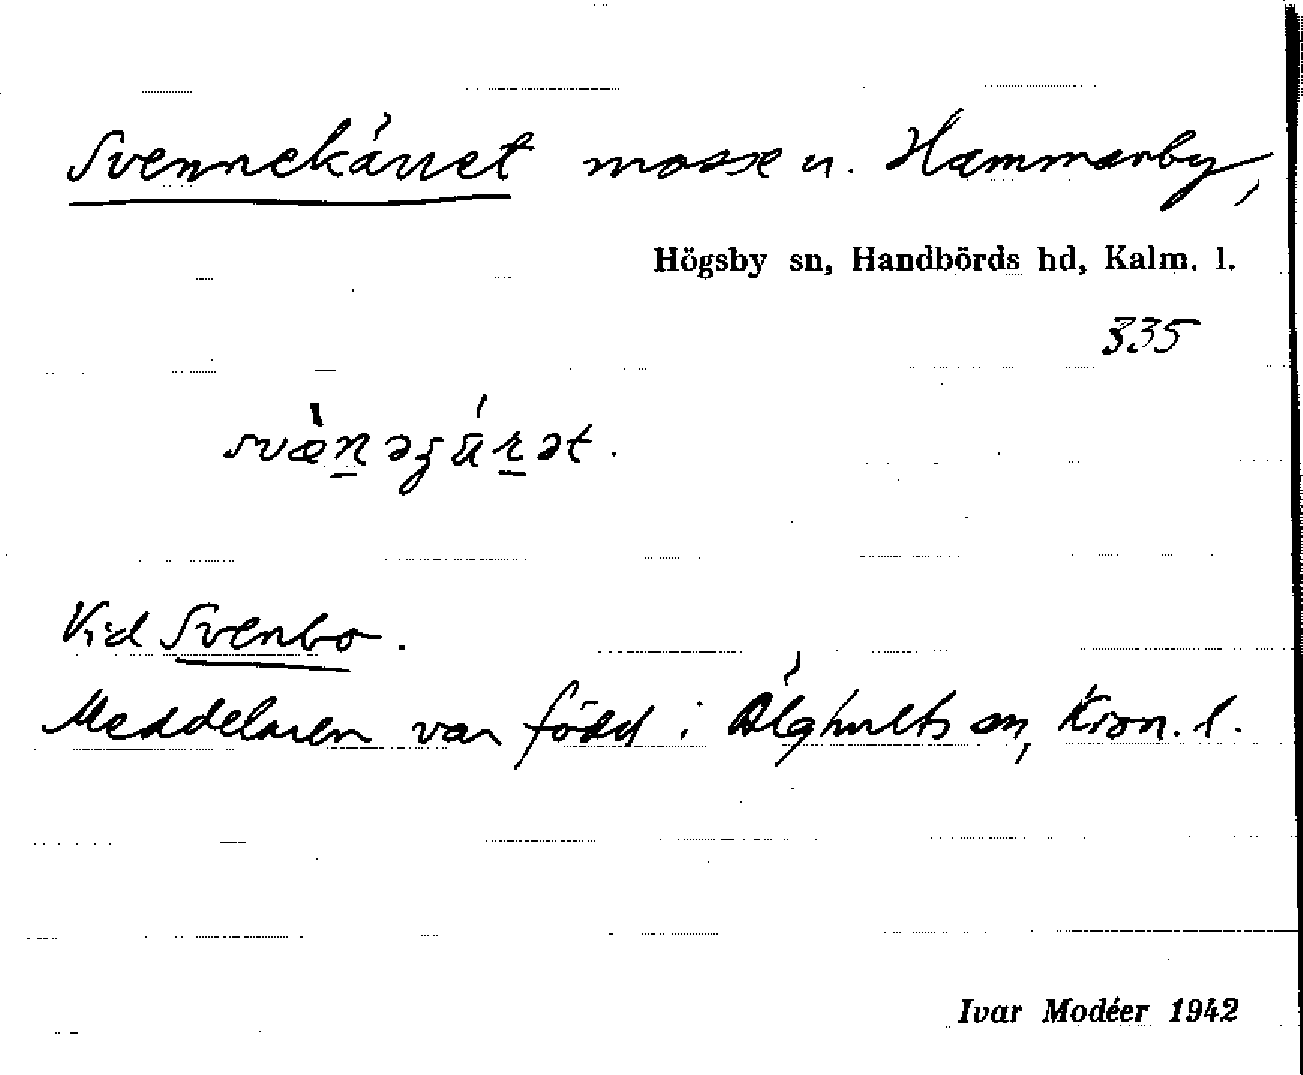 Svennekärret mosse u. Hammarby,
Högsby sn, Handbörds hd, Kalm. l.
335
Vid Svenbo.
Meddelaren var född i Älghults sn, Kron. l.
Ivar Modéer 1942